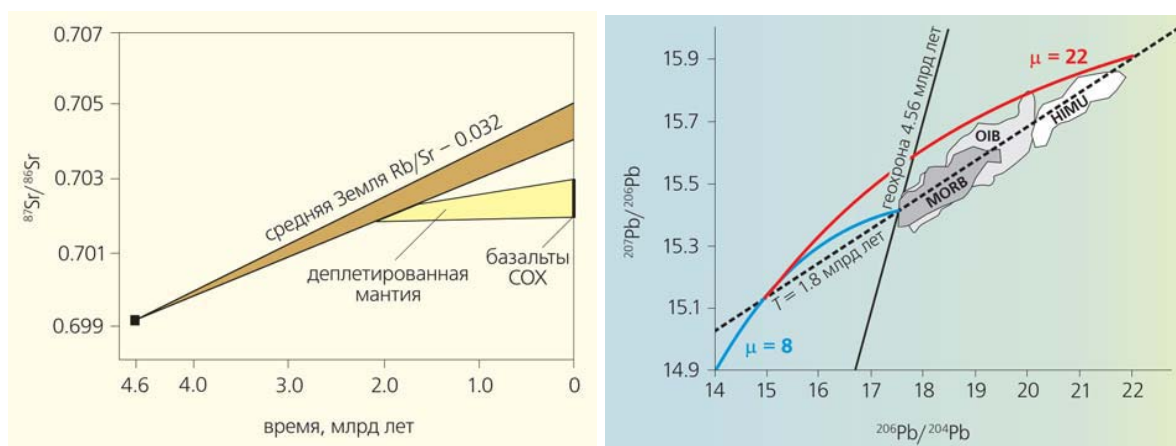 0.707
0.705
0.703
0.701
0.699
⁸⁷Sr/⁸⁶Sr
средняя Земля Rb/Sr – 0.032
деплетированная
мантия
базальты
СОХ
4.6 4.0 3.0 2.0 1.0 0
время, млрд лет
15.9
15.7
15.5
15.3
15.1
14.9
²⁰⁷Pb/²⁰⁶Pb
геохрона 4.56 млрд лет
μ = 22
HIMU
OIB
MORB
T = 1.8 млрд лет
μ = 8
14 15 16 17 18 19 20 21 22
²⁰⁶Pb/²⁰⁴Pb